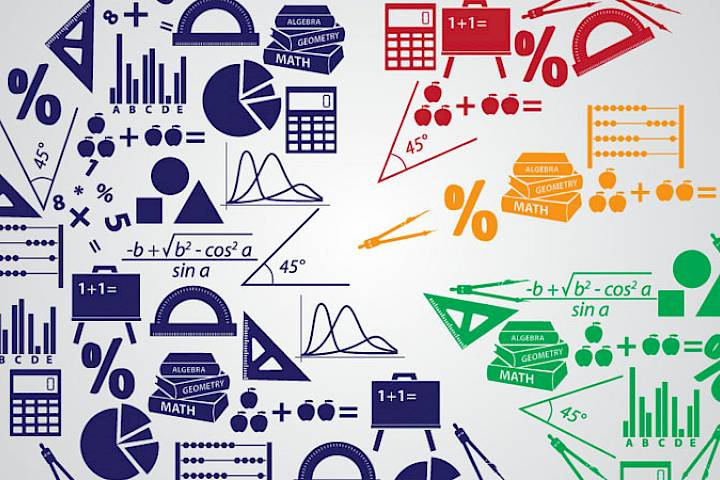 8 +
ALGEBRA
GEOMETRY
MATH
%
A B C D E
+ =
45°
1
* %
8 × 5
=
-b + √b² - cos² a
sin a
45°
1+1=
A B C D E
%
ALGEBRA
GEOMETRY
MATH
+ =
1+1=
1+1=
%
+ =
45°
ALGEBRA
GEOMETRY
MATH
%
+ =
-b + √b² - cos² a
sin a
ALGEBRA
GEOMETRY
MATH
+ =
%
45°
A B C D E